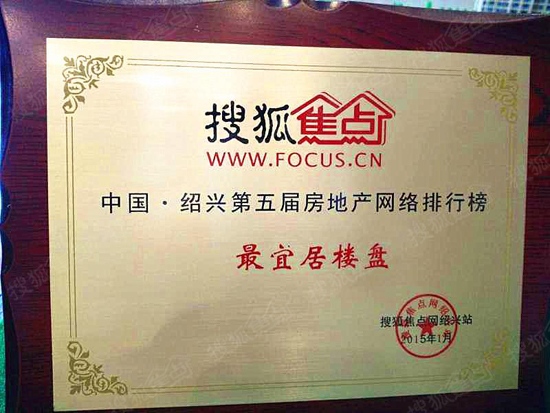 搜狐焦点
WWW.FOCUS.CN
中国·绍兴第五届房地产网络排行榜
最宜居楼盘
搜狐焦点网绍兴站
2015年1月